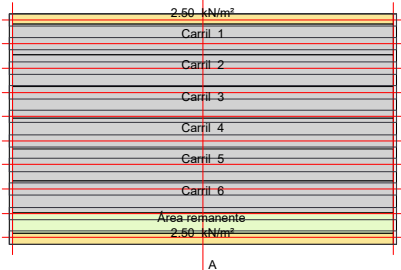 2.50 kN/m²
Carril 1
Carril 2
Carril 3
Carril 4
Carril 5
Carril 6
Área remanente
2.50 kN/m²
A